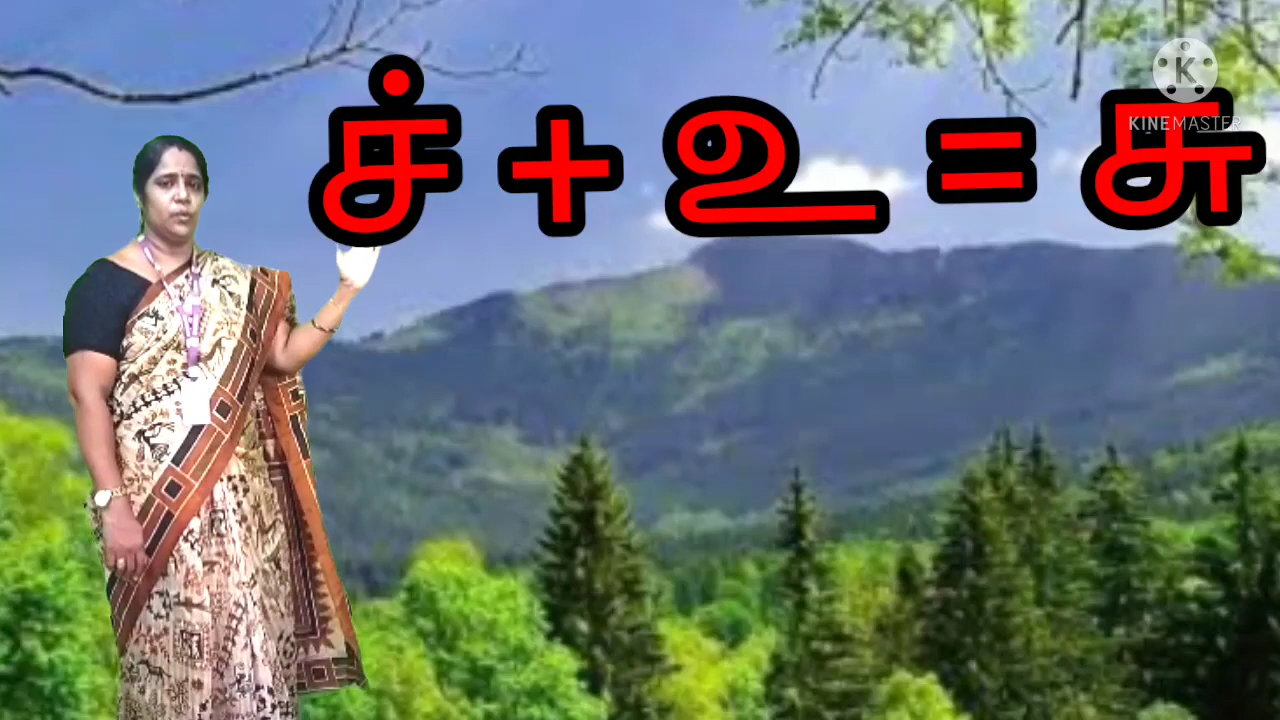 ச் + உ = சு
KINEMASTER